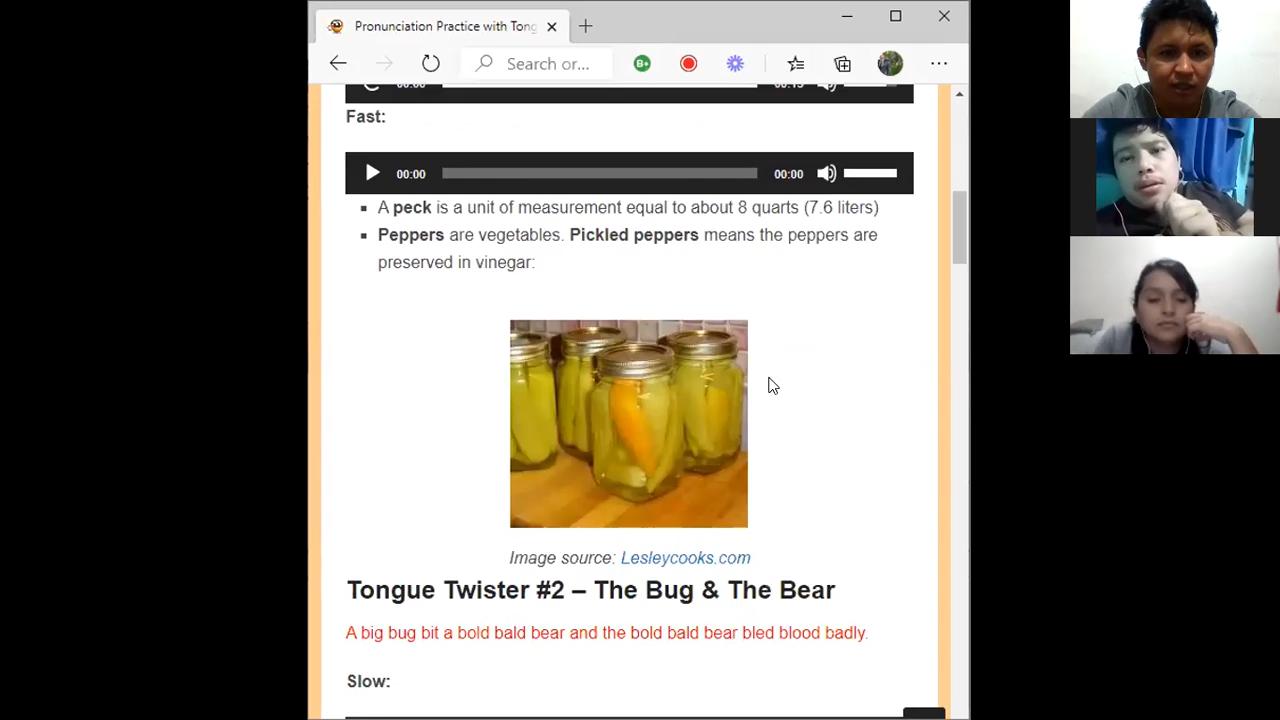 Pronunciation Practice with Tong
Search or...
B+
Fast:
00:00
00:00
A peck is a unit of measurement equal to about 8 quarts (7.6 liters)
Peppers are vegetables. Pickled peppers means the peppers are
preserved in vinegar:
Image source: Lesleycooks.com
Tongue Twister #2 – The Bug & The Bear
A big bug bit a bold bald bear and the bold bald bear bled blood badly.
Slow: